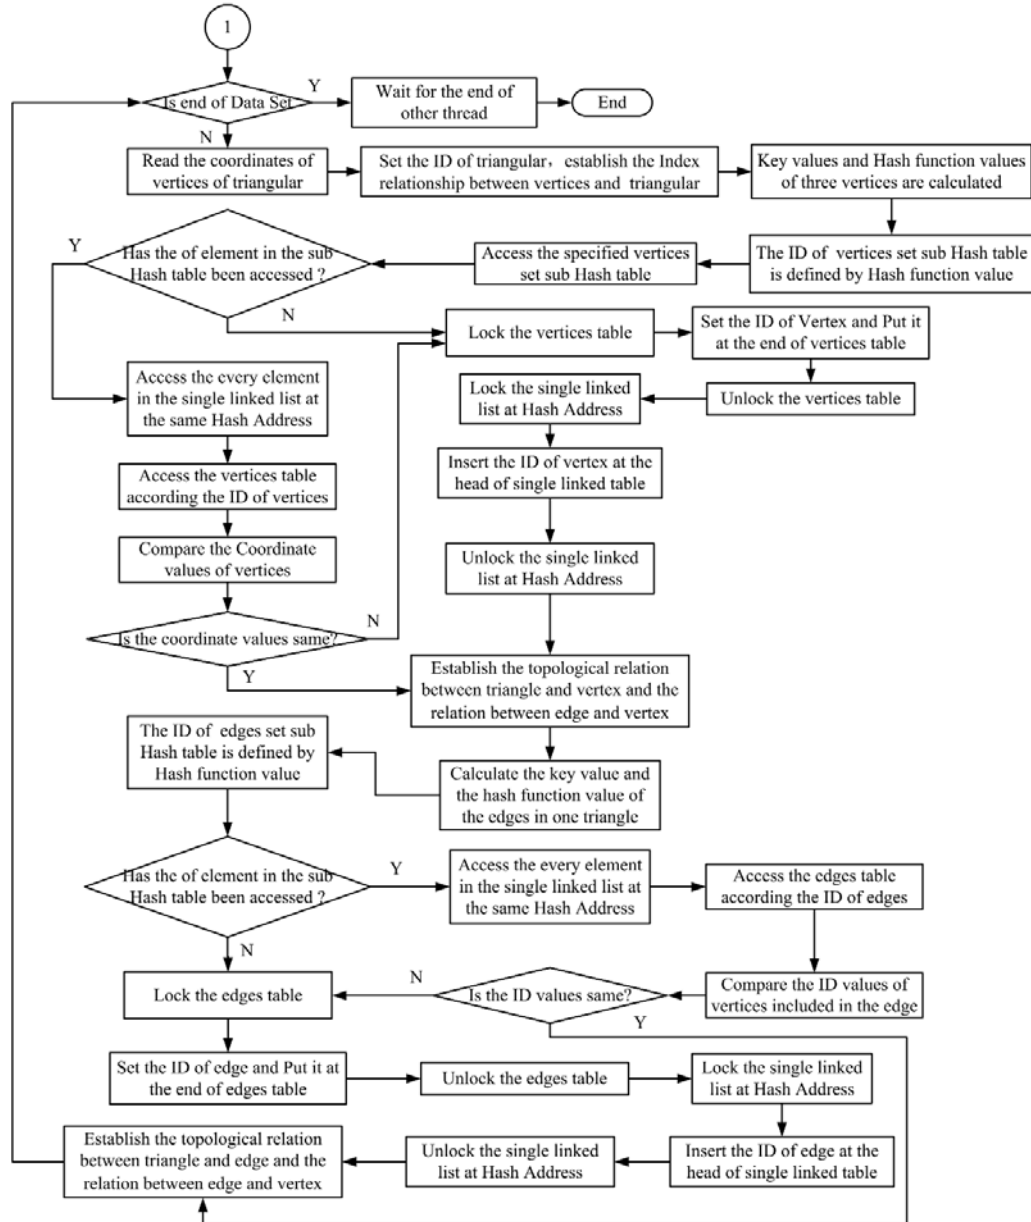 1
Is end of Data Set
Y
Wait for the end of
other thread
End
N
Read the coordinates of
vertices of triangular
Set the ID of triangular，establish the Index
relationship between vertices and triangular
Key values and Hash function values
of three vertices are calculated
Y
Has the of element in the sub
Hash table been accessed ?
Access the specified vertices
set sub Hash table
The ID of vertices set sub Hash table
is defined by Hash function value
N
Lock the vertices table
Set the ID of Vertex and Put it
at the end of vertices table
Access the every element
in the single linked list at
the same Hash Address
Lock the single linked
list at Hash Address
Unlock the vertices table
Access the vertices table
according the ID of vertices
Insert the ID of vertex at the
head of single linked table
Compare the Coordinate
values of vertices
Unlock the single linked
list at Hash Address
Is the coordinate values same?
N
Y
Establish the topological relation
between triangle and vertex and the
relation between edge and vertex
The ID of edges set sub
Hash table is defined by
Hash function value
Calculate the key value and
the hash function value of
the edges in one triangle
Has the of element in the sub
Hash table been accessed ?
Y
Access the every element
in the single linked list at
the same Hash Address
Access the edges table
according the ID of edges
N
Lock the edges table
N
Is the ID values same?
Compare the ID values of
vertices included in the edge
Y
Set the ID of edge and Put it at
the end of edges table
Unlock the edges table
Lock the single linked
list at Hash Address
Establish the topological relation
between triangle and edge and the
relation between edge and vertex
Unlock the single linked
list at Hash Address
Insert the ID of edge at the
head of single linked table